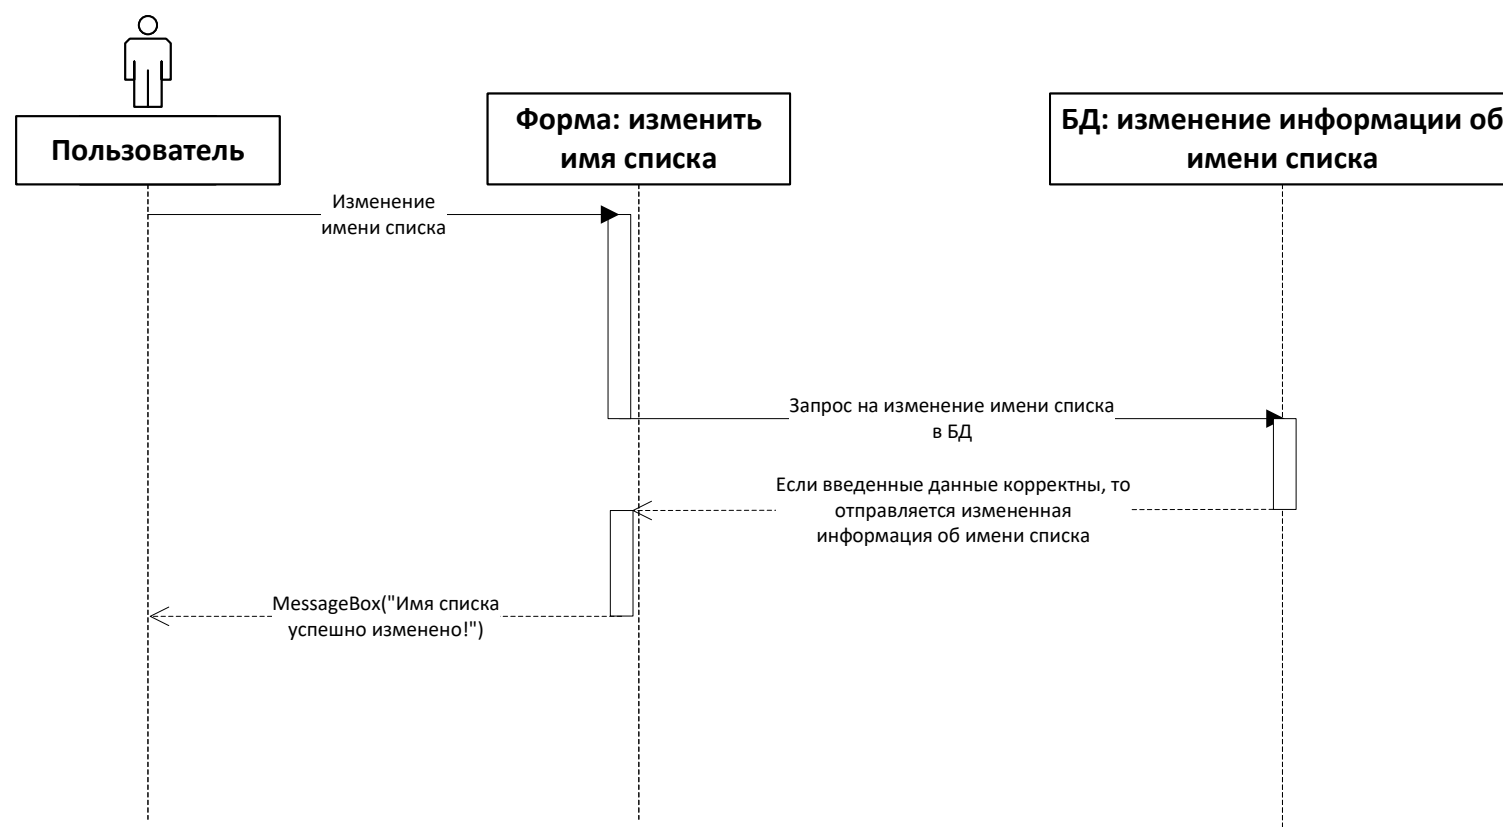 Пользователь
Форма: изменить
имя списка
БД: изменение информации об
имени списка
Изменение
имени списка
Запрос на изменение имени списка
в БД
Если введенные данные корректны, то
отправляется измененная
информация об имени списка
MessageBox("Имя списка
успешно изменено!")